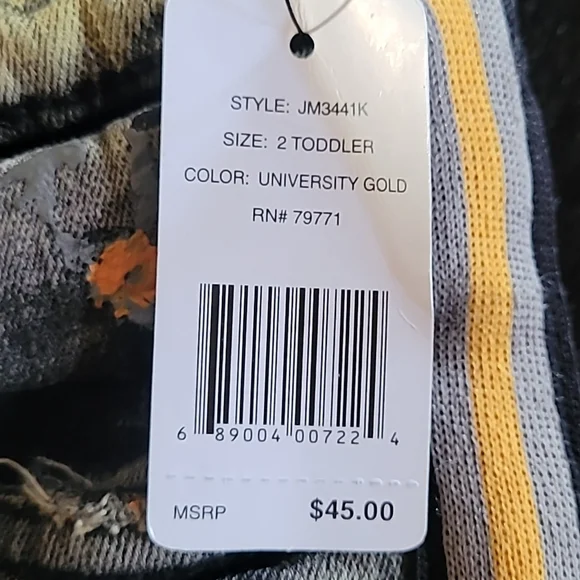 STYLE: JM3441K
SIZE: 2 TODDLER
COLOR: UNIVERSITY GOLD
RN# 79771
6 89004 00722 4
MSRP $45.00